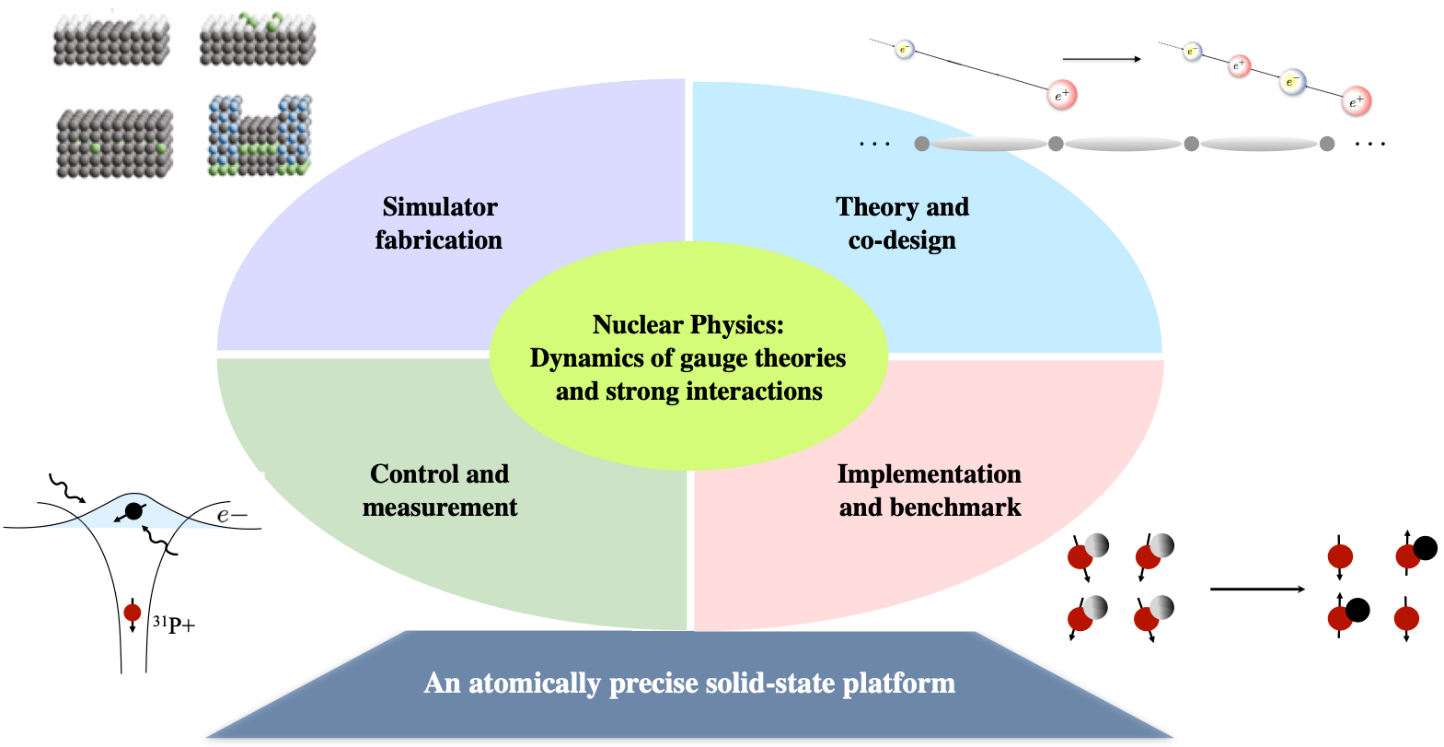 e⁻
e⁺
e⁻
e⁺
e⁻
e⁺
. . .
. . .
Simulator
fabrication
Theory and
co-design
Nuclear Physics:
Dynamics of gauge theories
and strong interactions
Control and
measurement
Implementation
and benchmark
e−
³¹P+
An atomically precise solid-state platform